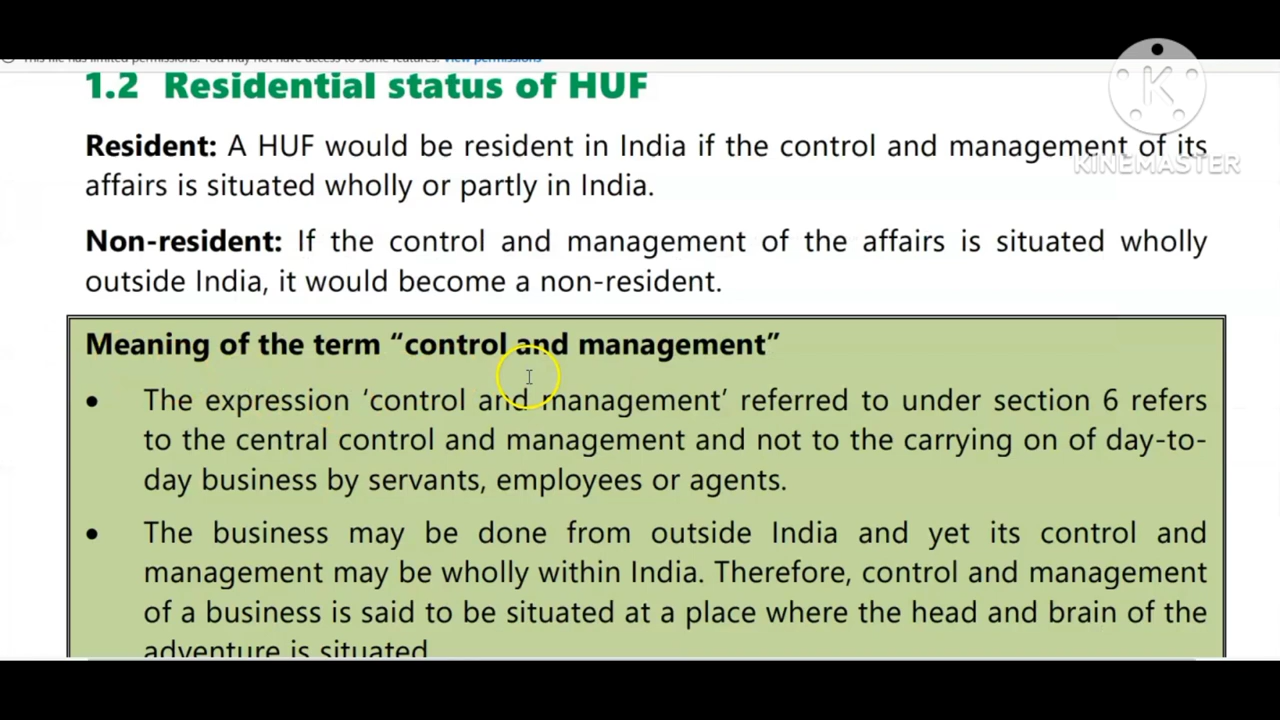 This file has limited permissions. You may not have access to some features. View permissions
1.2 Residential status of HUF
Resident: A HUF would be resident in India if the control and management of its
affairs is situated wholly or partly in India.
KINEMASTER
Non-resident: If the control and management of the affairs is situated wholly
outside India, it would become a non-resident.
Meaning of the term “control and management”
• The expression ‘control and management’ referred to under section 6 refers
to the central control and management and not to the carrying on of day-to-
day business by servants, employees or agents.
• The business may be done from outside India and yet its control and
management may be wholly within India. Therefore, control and management
of a business is said to be situated at a place where the head and brain of the
adventure is situated